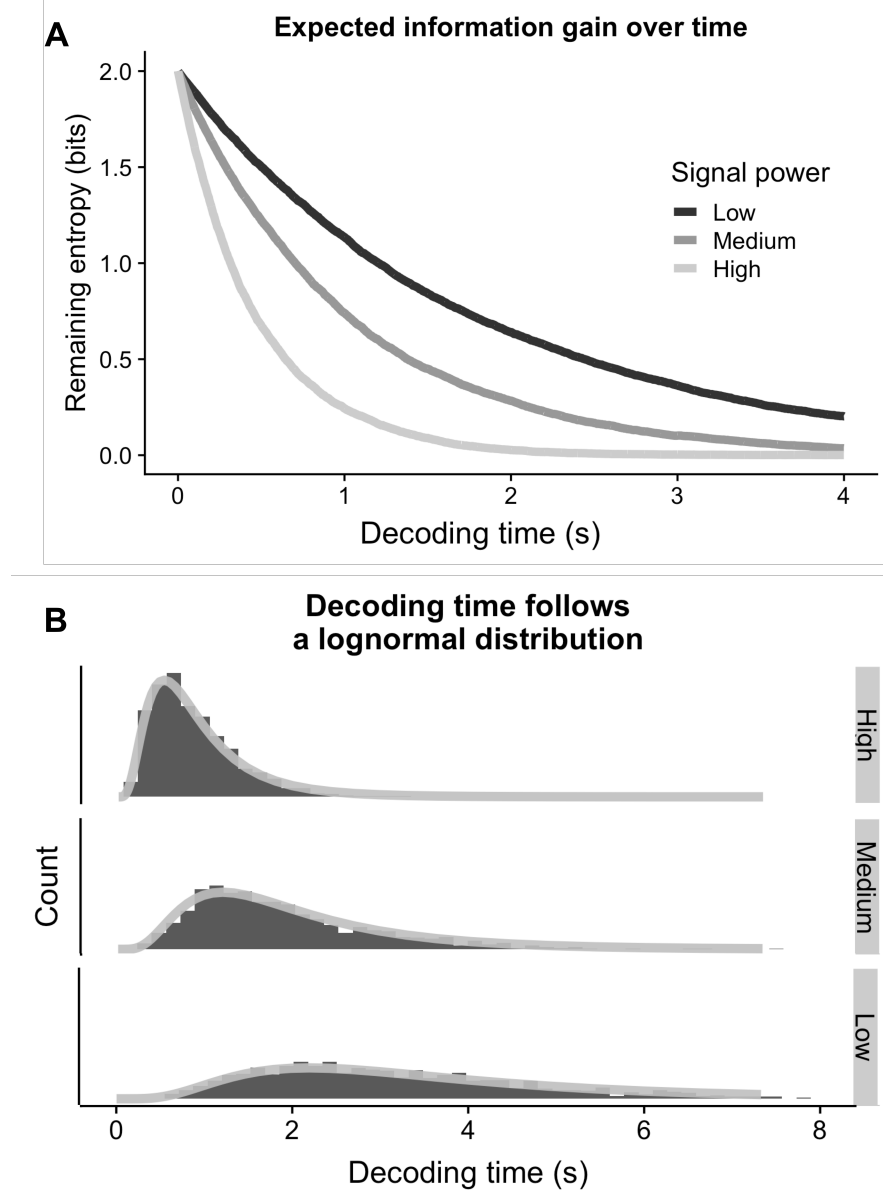 A
Expected information gain over time
Remaining entropy (bits)
2.0
1.5
1.0
0.5
0.0
Signal power
Low
Medium
High
0 1 2 3 4
Decoding time (s)
B
Decoding time follows
a lognormal distribution
Count
High
Medium
Low
0 2 4 6 8
Decoding time (s)